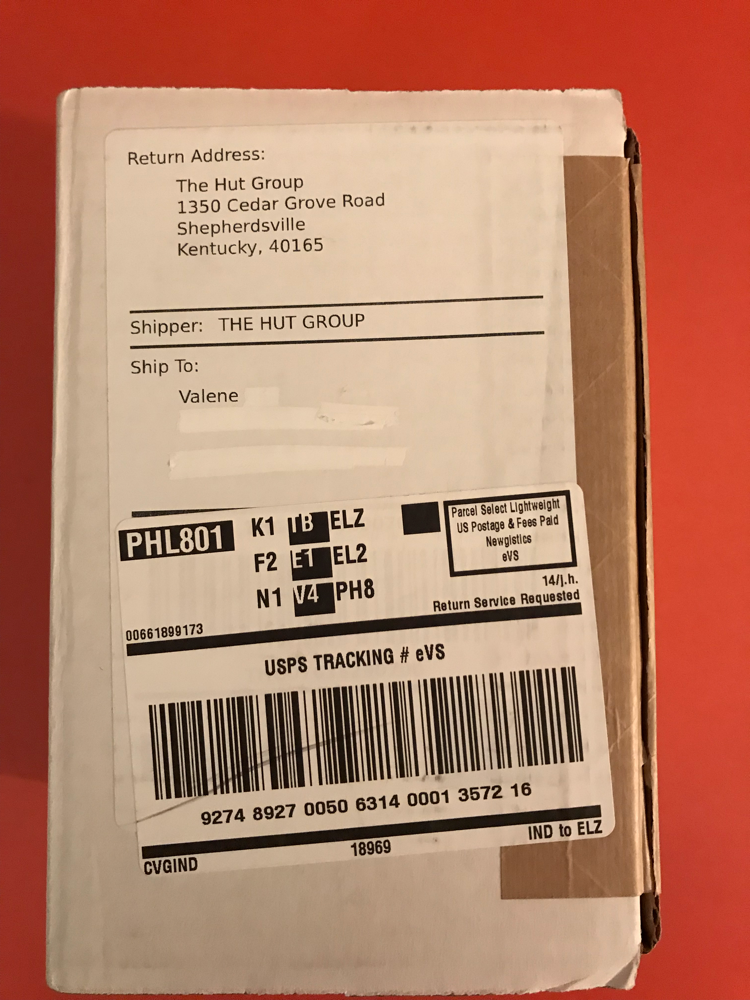 Return Address:
The Hut Group
1350 Cedar Grove Road
Shepherdsville
Kentucky, 40165
Shipper: THE HUT GROUP
Ship To:
Valene
PHL801
K1 TB ELZ
F2 E1 EL2
N1 V4 PH8
Parcel Select Lightweight
US Postage & Fees Paid
Newgistics
eVS
14/j.h.
Return Service Requested
00661899173
USPS TRACKING # eVS
9274 8927 0050 6314 0001 3572 16
CVGIND 18969 IND to ELZ